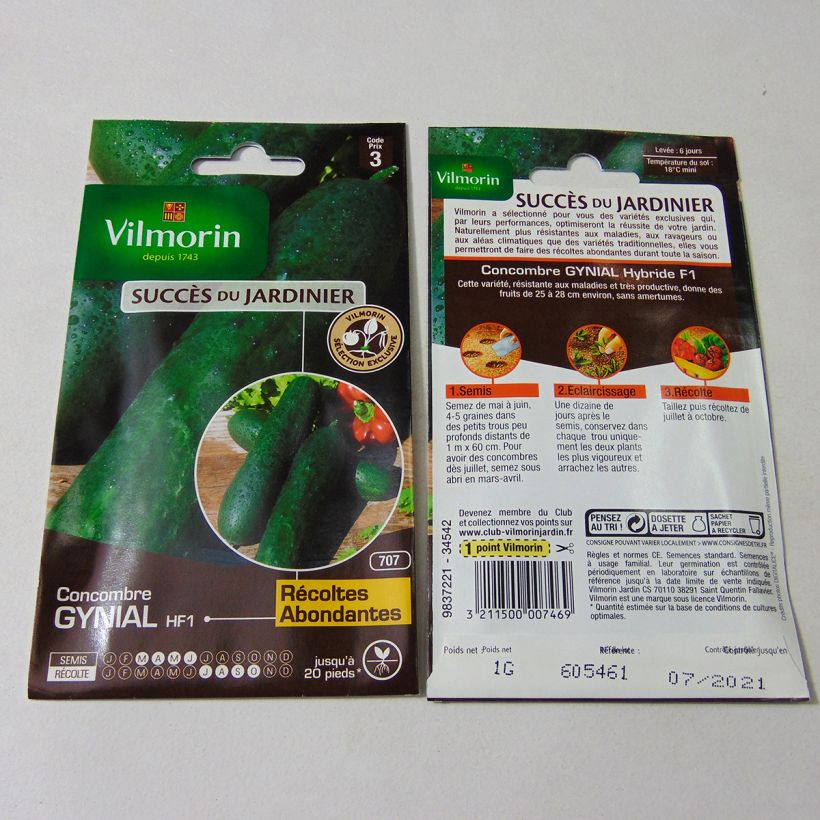 Code
Prix
3
Vilmorin
depuis 1743
SUCCÈS DU JARDINIER
VILMORIN
SÉLECTION EXCLUSIVE
707
Concombre
GYNIAL HF1
Récoltes
Abondantes
SEMIS J F M A M J J A S O N D
RÉCOLTE J F M A M J J A S O N D
jusqu'à
20 pieds*
Levée : 6 jours
Température du sol :
18°C mini
Vilmorin
depuis 1743
SUCCÈS DU JARDINIER
Vilmorin a sélectionné pour vous des variétés exclusives qui,
par leurs performances, optimiseront la réussite de votre jardin.
Naturellement plus résistantes aux maladies, aux ravageurs ou
aux aléas climatiques que des variétés traditionnelles, elles vous
permettront de faire des récoltes abondantes durant toute la saison.
Concombre GYNIAL Hybride F1
Cette variété, résistante aux maladies et très productive, donne des
fruits de 25 à 28 cm environ, sans amertumes.
1.Semis
Semez de mai à juin,
4-5 graines dans
des petits trous peu
profonds distants de
1 m x 60 cm. Pour
avoir des concombres
dès juillet, semez sous
abri en mars-avril.
2.Eclaircissage
Une dizaine de
jours après le
semis, conservez dans
chaque trou unique-
ment les deux plants
les plus vigoureux et
arrachez les autres.
3.Récolte
Taillez puis récoltez de
juillet à octobre.
Devenez membre du Club
et collectionnez vos points sur
www.club-vilmorinjardin.fr
1 point Vilmorin
9837221 - 34542
3 211500 007469
PENSEZ
AU TRI !
DOSETTE
À JETER
SACHET
PAPIER
À RECYCLER
CONSIGNE POUVANT VARIER LOCALEMENT > WWW.CONSIGNESDETRI.FR
Règles et normes CE. Semences standard. Semences
à usage familial. Leur germination est contrôlée
périodiquement en laboratoire sur échantillons de
référence jusqu'à la date limite de vente indiquée.
Vilmorin Jardin CS 70110 38291 Saint Quentin Fallavier.
Vilmorin est une marque sous licence Vilmorin.
* Quantité estimée sur la base de conditions de cultures
optimales.
Poids net : Poids net
1G
Référence :
605461
07/2021